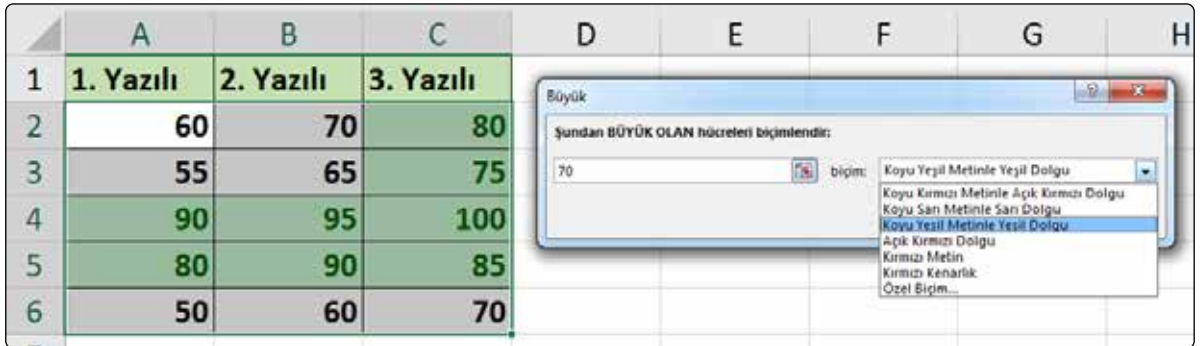 A B C D E F G H
1 1. Yazılı 2. Yazılı 3. Yazılı
2 60 70 80
3 55 65 75
4 90 95 100
5 80 90 85
6 50 60 70
Büyük
Şundan BÜYÜK OLAN hücreleri biçimlendir:
70 biçim: Koyu Yeşil Metinle Yeşil Dolgu
Koyu Kırmızı Metinle Açık Kırmızı Dolgu
Koyu Sarı Metinle Sarı Dolgu
Koyu Yeşil Metinle Yeşil Dolgu
Açık Kırmızı Dolgu
Kırmızı Metin
Kırmızı Kenarlık
Özel Biçim...